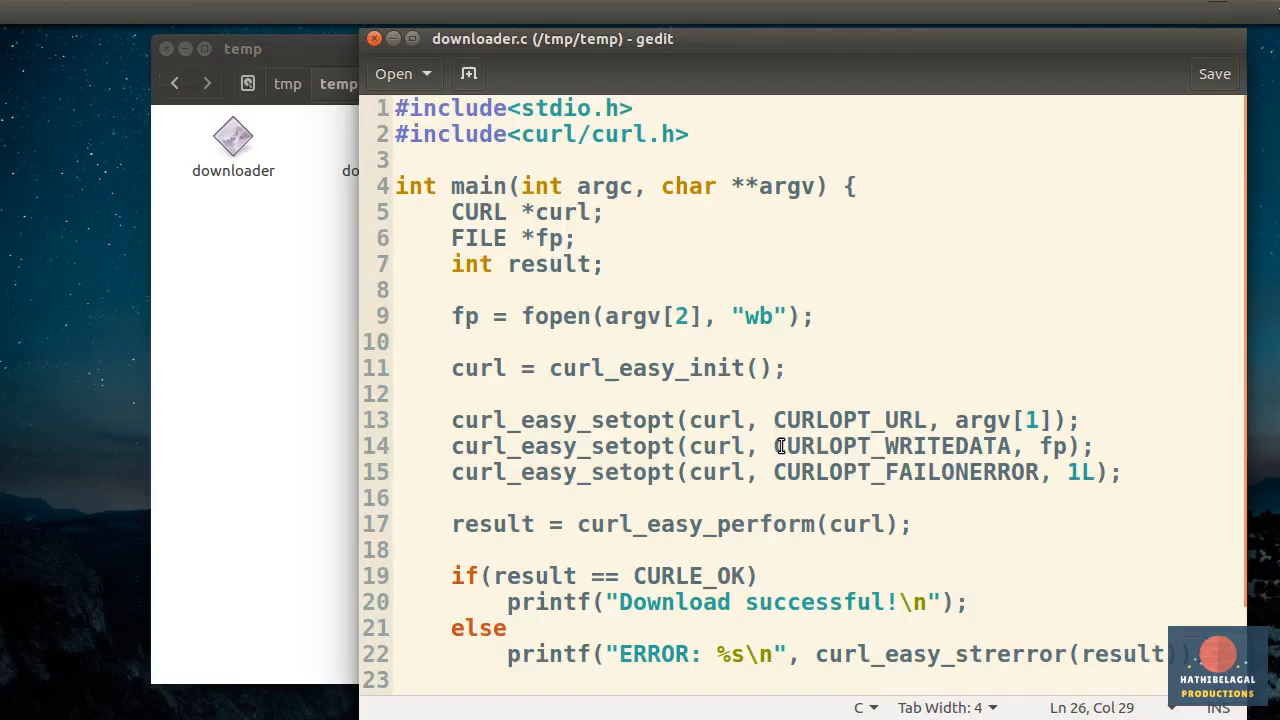 temp
tmp
temp
downloader
do
downloader.c (/tmp/temp) - gedit
Open
Save
1 #include<stdio.h>
2 #include<curl/curl.h>
3
4 int main(int argc, char **argv) {
5     CURL *curl;
6     FILE *fp;
7     int result;
8
9     fp = fopen(argv[2], "wb");
10
11     curl = curl_easy_init();
12
13     curl_easy_setopt(curl, CURLOPT_URL, argv[1]);
14     curl_easy_setopt(curl, CURLOPT_WRITEDATA, fp);
15     curl_easy_setopt(curl, CURLOPT_FAILONERROR, 1L);
16
17     result = curl_easy_perform(curl);
18
19     if(result == CURLE_OK)
20         printf("Download successful!\n");
21     else
22         printf("ERROR: %s\n", curl_easy_strerror(result))
23
C
Tab Width: 4
Ln 26, Col 29
INS
HATHIBELAGAL
PRODUCTIONS